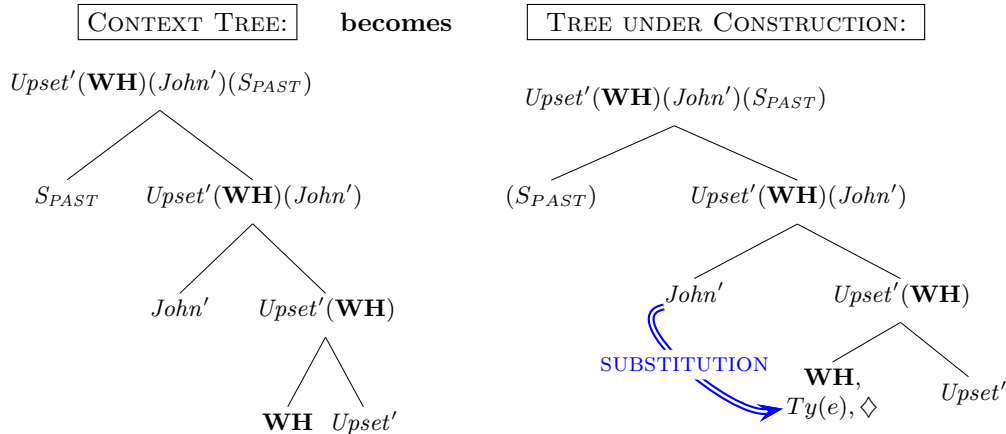 CONTEXT TREE: becomes TREE UNDER CONSTRUCTION:
Upset′(WH)(John′)(S_PAST) Upset′(WH)(John′)(S_PAST)
S_PAST Upset′(WH)(John′) (S_PAST) Upset′(WH)(John′)
John′ Upset′(WH) John′ Upset′(WH)
SUBSTITUTION
WH,
WH Upset′ Ty(e), ♢ Upset′